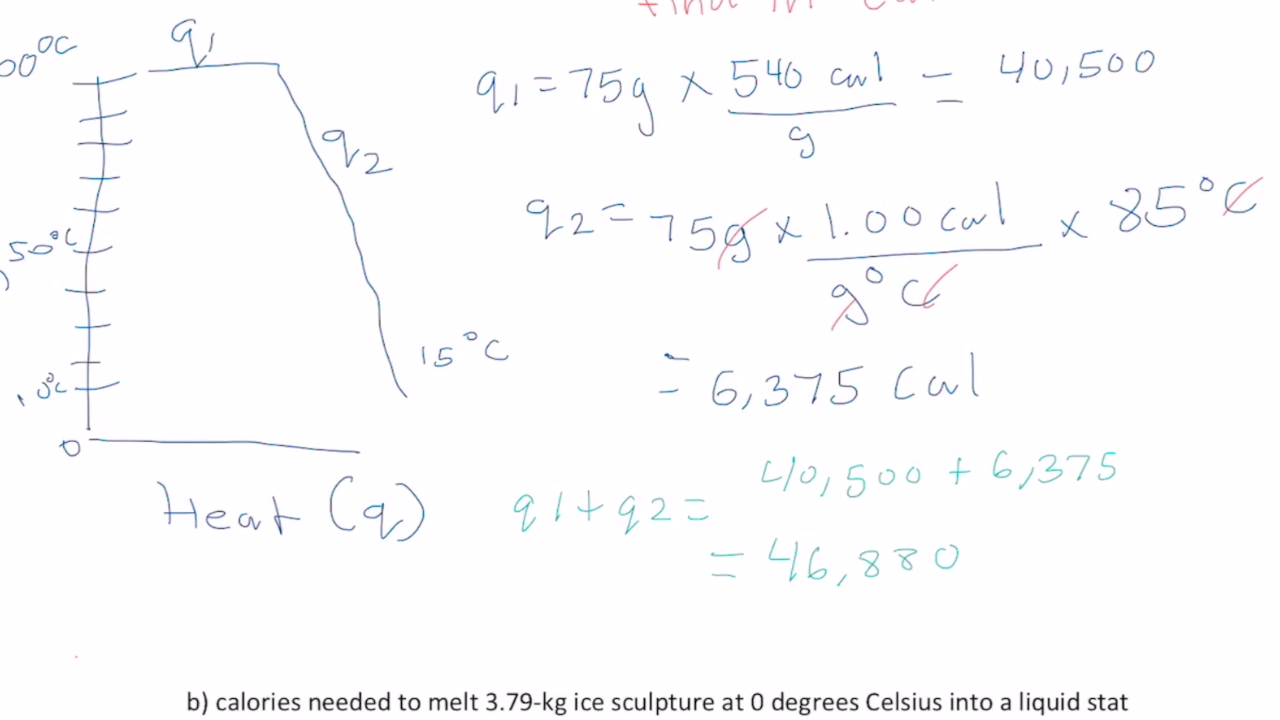 q1
00°C
q2
50°C
15°C
0°C
0
Heat (q)
q1 = 75g x 540 cal / g = 40,500
q2 = 75g x 1.00 cal / g°C x 85°C
= 6,375 cal
q1 + q2 = 40,500 + 6,375
= 46,880
b) calories needed to melt 3.79-kg ice sculpture at 0 degrees Celsius into a liquid stat